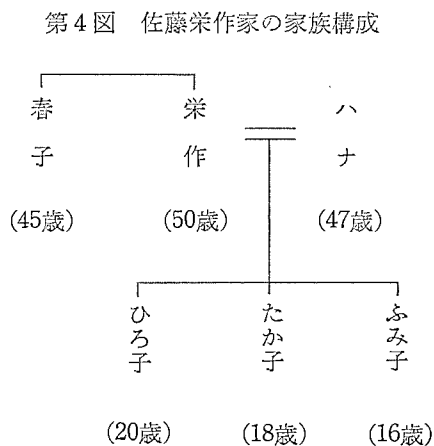 第4図 佐藤栄作家の家族構成
春子
栄作
ハナ
(45歳)
(50歳)
(47歳)
ひろ子
たか子
ふみ子
(20歳)
(18歳)
(16歳)